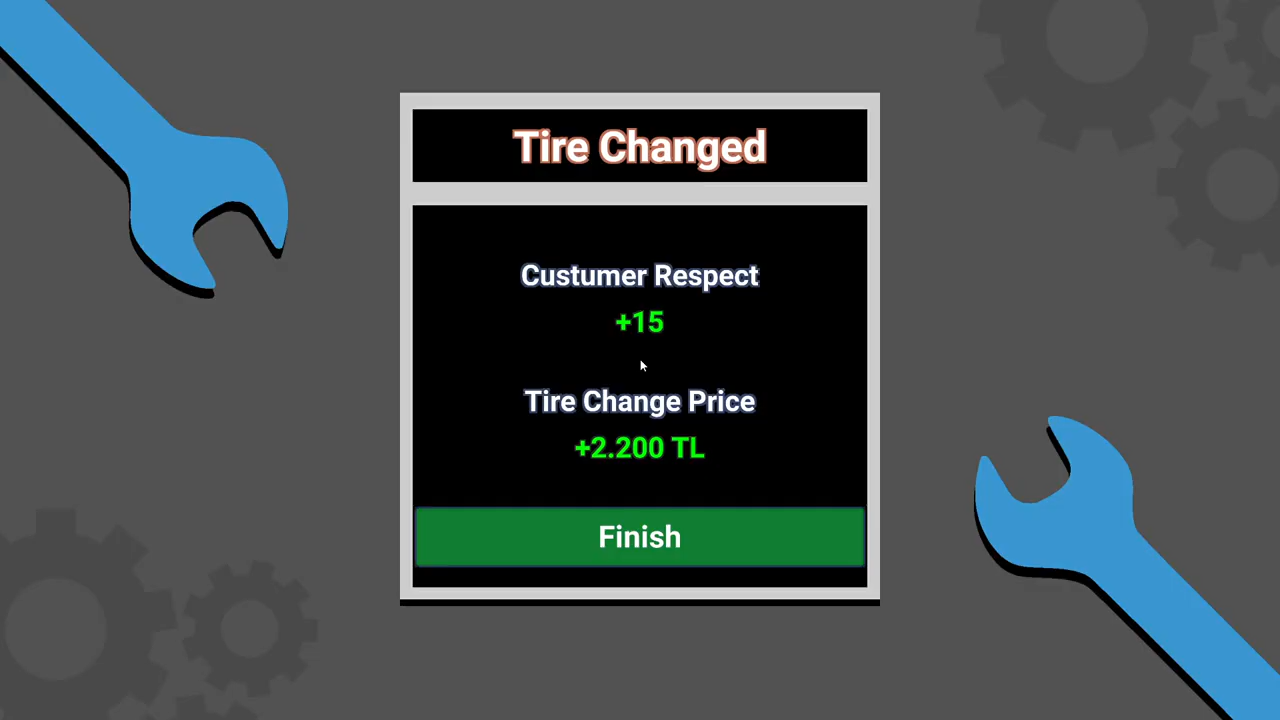 Tire Changed
Custumer Respect
+15
Tire Change Price
+2.200 TL
Finish